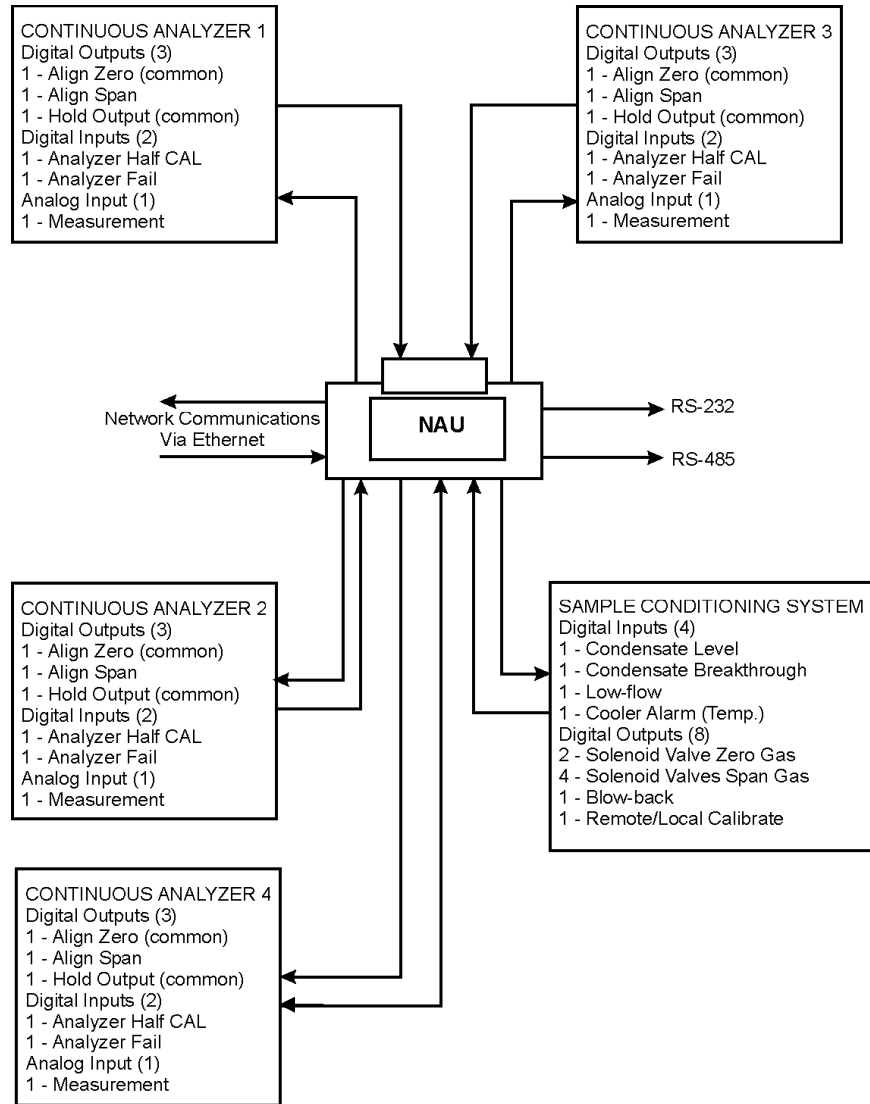 CONTINUOUS ANALYZER 1
Digital Outputs (3)
1 - Align Zero (common)
1 - Align Span
1 - Hold Output (common)
Digital Inputs (2)
1 - Analyzer Half CAL
1 - Analyzer Fail
Analog Input (1)
1 - Measurement
CONTINUOUS ANALYZER 3
Digital Outputs (3)
1 - Align Zero (common)
1 - Align Span
1 - Hold Output (common)
Digital Inputs (2)
1 - Analyzer Half CAL
1 - Analyzer Fail
Analog Input (1)
1 - Measurement
Network Communications
Via Ethernet
NAU
RS-232
RS-485
CONTINUOUS ANALYZER 2
Digital Outputs (3)
1 - Align Zero (common)
1 - Align Span
1 - Hold Output (common)
Digital Inputs (2)
1 - Analyzer Half CAL
1 - Analyzer Fail
Analog Input (1)
1 - Measurement
SAMPLE CONDITIONING SYSTEM
Digital Inputs (4)
1 - Condensate Level
1 - Condensate Breakthrough
1 - Low-flow
1 - Cooler Alarm (Temp.)
Digital Outputs (8)
2 - Solenoid Valve Zero Gas
4 - Solenoid Valves Span Gas
1 - Blow-back
1 - Remote/Local Calibrate
CONTINUOUS ANALYZER 4
Digital Outputs (3)
1 - Align Zero (common)
1 - Align Span
1 - Hold Output (common)
Digital Inputs (2)
1 - Analyzer Half CAL
1 - Analyzer Fail
Analog Input (1)
1 - Measurement